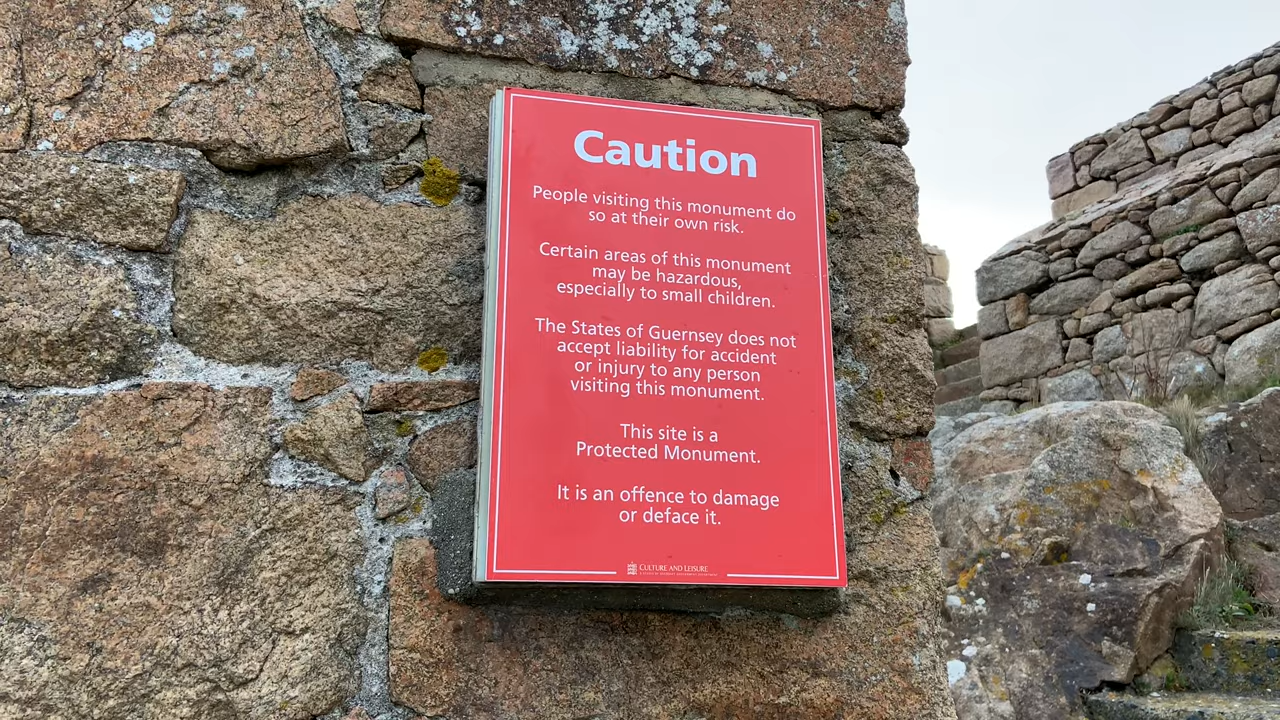 Caution
People visiting this monument do
so at their own risk.
Certain areas of this monument
may be hazardous,
especially to small children.
The States of Guernsey does not
accept liability for accident
or injury to any person
visiting this monument.
This site is a
Protected Monument.
It is an offence to damage
or deface it.
CULTURE AND LEISURE